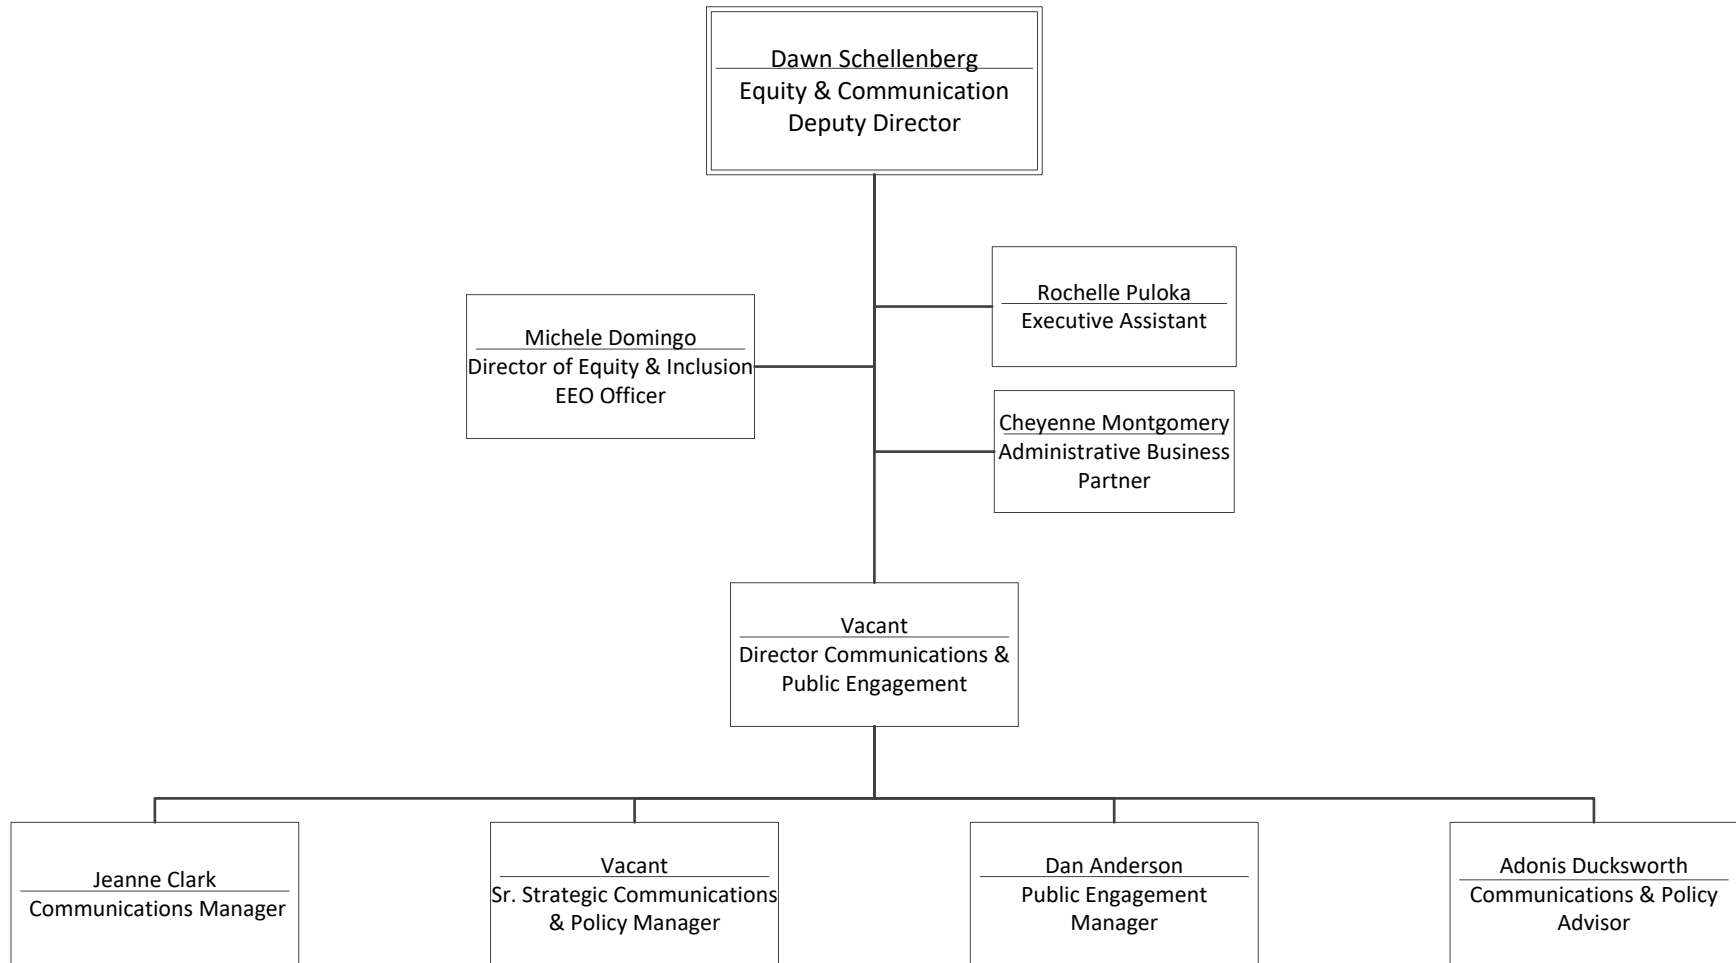 Dawn Schellenberg
Equity & Communication
Deputy Director
Rochelle Puloka
Executive Assistant
Michele Domingo
Director of Equity & Inclusion
EEO Officer
Cheyenne Montgomery
Administrative Business
Partner
Vacant
Director Communications &
Public Engagement
Jeanne Clark
Communications Manager
Vacant
Sr. Strategic Communications
& Policy Manager
Dan Anderson
Public Engagement
Manager
Adonis Ducksworth
Communications & Policy
Advisor